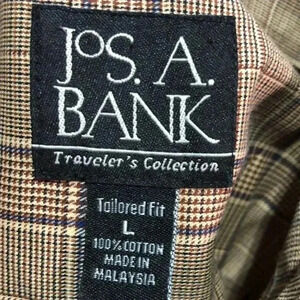 JoS. A.
BANK
Traveler's Collection
Tailored Fit
L
100% COTTON
MADE IN
MALAYSIA